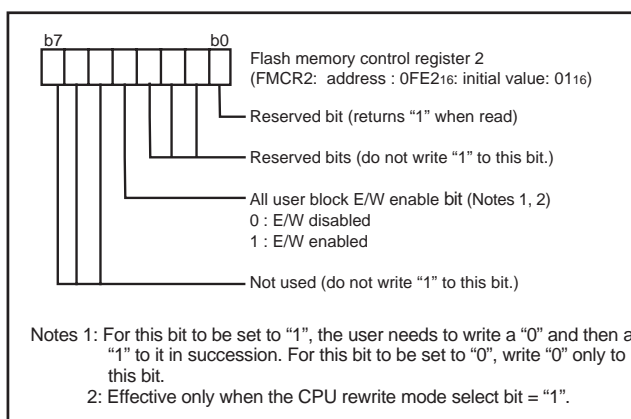 b7 b0
Flash memory control register 2
(FMCR2: address : 0FE216: initial value: 0116)
Reserved bit (returns “1” when read)
Reserved bits (do not write “1” to this bit.)
All user block E/W enable bit (Notes 1, 2)
0 : E/W disabled
1 : E/W enabled
Not used (do not write “1” to this bit.)
Notes 1: For this bit to be set to “1”, the user needs to write a “0” and then a
“1” to it in succession. For this bit to be set to “0”, write “0” only to
this bit.
2: Effective only when the CPU rewrite mode select bit = “1”.